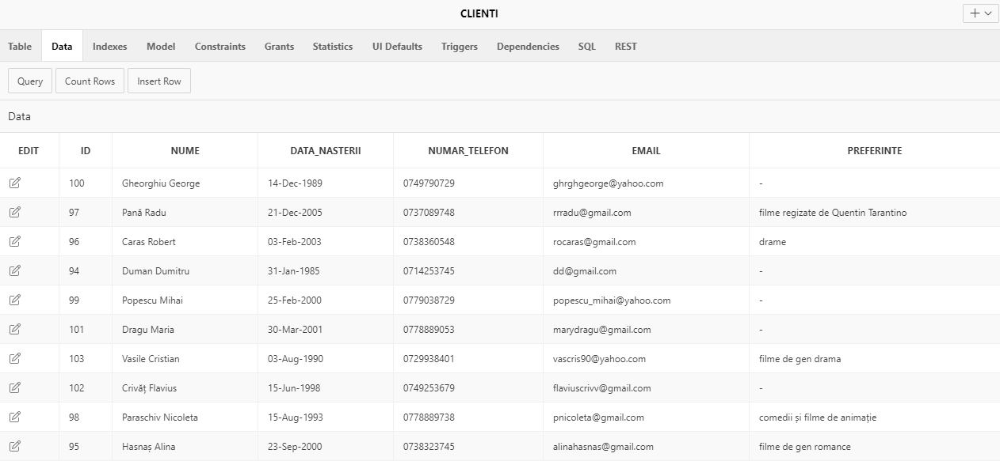 CLIENTI
Table Data Indexes Model Constraints Grants Statistics UI Defaults Triggers Dependencies SQL REST
Query Count Rows Insert Row
Data
EDIT ID NUME DATA_NASTERII NUMAR_TELEFON EMAIL PREFERINTE
100 Gheorghiu George 14-Dec-1989 0749790729 ghrghgeorge@yahoo.com -
97 Pană Radu 21-Dec-2005 0737089748 rrradu@gmail.com filme regizate de Quentin Tarantino
96 Caras Robert 03-Feb-2003 0738360548 rocaras@gmail.com drame
94 Duman Dumitru 31-Jan-1985 0714253745 dd@gmail.com -
99 Popescu Mihai 25-Feb-2000 0779038729 popescu_mihai@yahoo.com -
101 Dragu Maria 30-Mar-2001 0778889053 marydragu@gmail.com -
103 Vasile Cristian 03-Aug-1990 0729938401 vascris90@yahoo.com filme de gen drama
102 Crivăț Flavius 15-Jun-1998 0749253679 flaviuscrivv@gmail.com -
98 Paraschiv Nicoleta 15-Aug-1993 0778889738 pnicoleta@gmail.com comedii și filme de animație
95 Hasnaș Alina 23-Sep-2000 0738323745 alinahasnas@gmail.com filme de gen romance